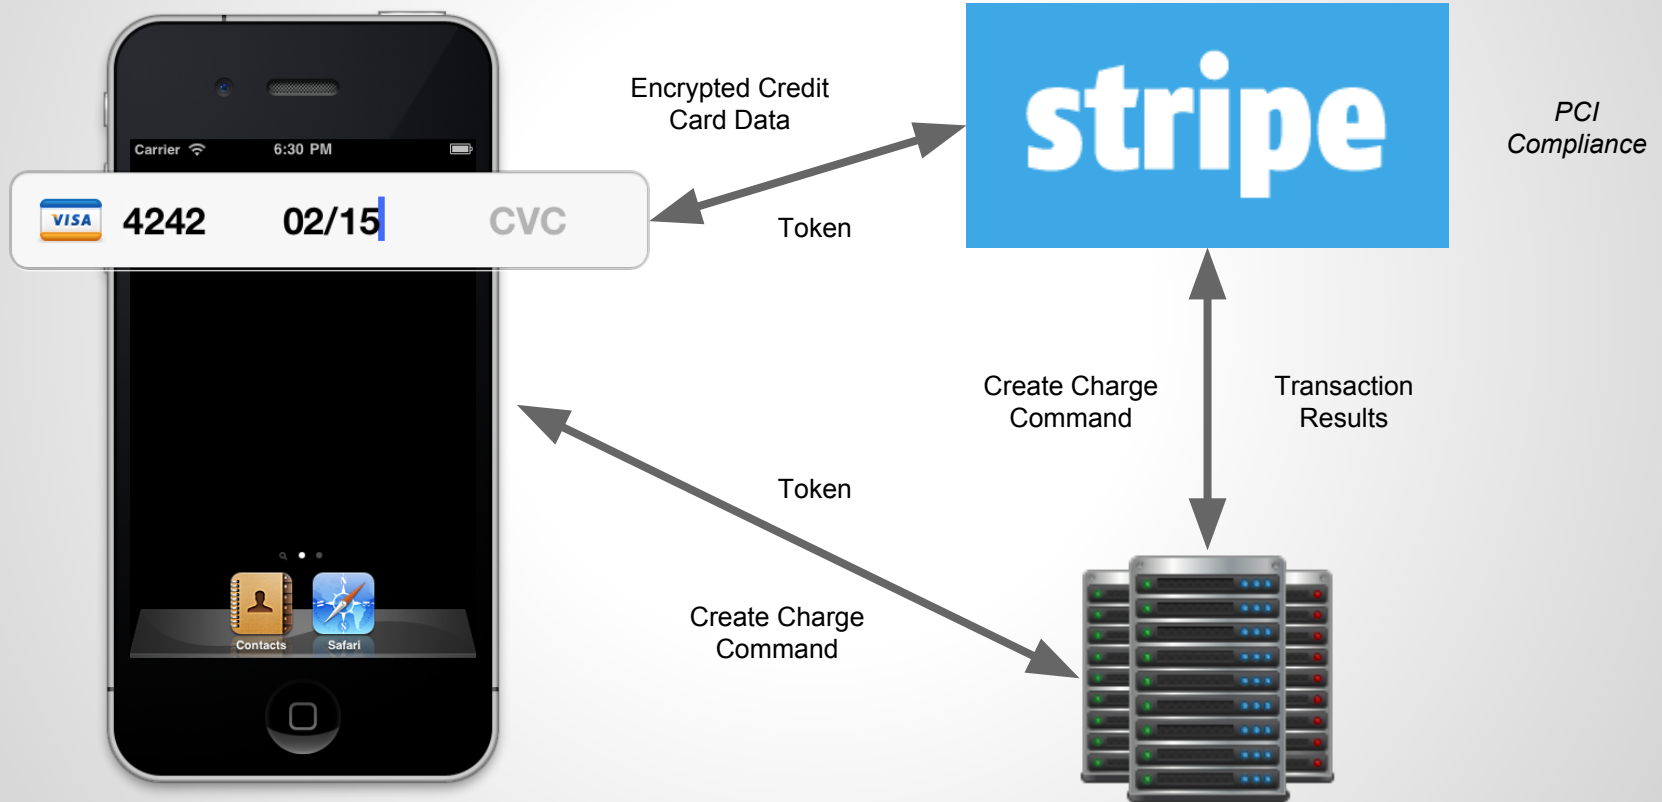 Encrypted Credit
Card Data
stripe
PCI
Compliance
Carrier 6:30 PM
VISA 4242 02/15 CVC
Token
Create Charge
Command
Transaction
Results
Token
Create Charge
Command
Contacts Safari